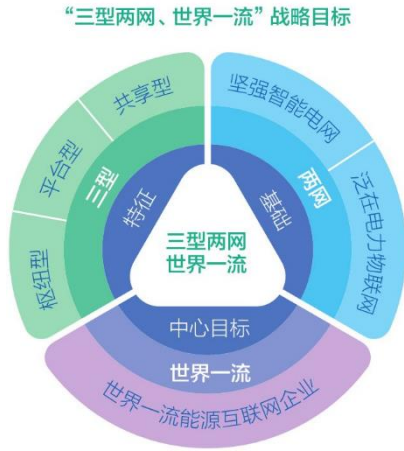 “三型两网、世界一流”战略目标
共享型
平台型
枢纽型
三型
特征
坚强智能电网
泛在电力物联网
两网
基础
三型两网
世界一流
中心目标
世界一流
世界一流能源互联网企业